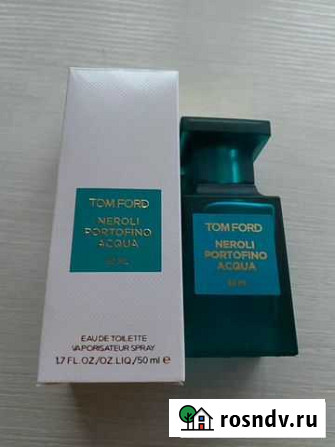 TOM FORD
NEROLI
PORTOFINO
ACQUA
EAU DE TOILETTE
VAPORISATEUR SPRAY
1.7 FL.OZ./OZ.LIQ./50 ml e
TOM FORD
NEROLI
PORTOFINO
ACQUA
rosndv.ru